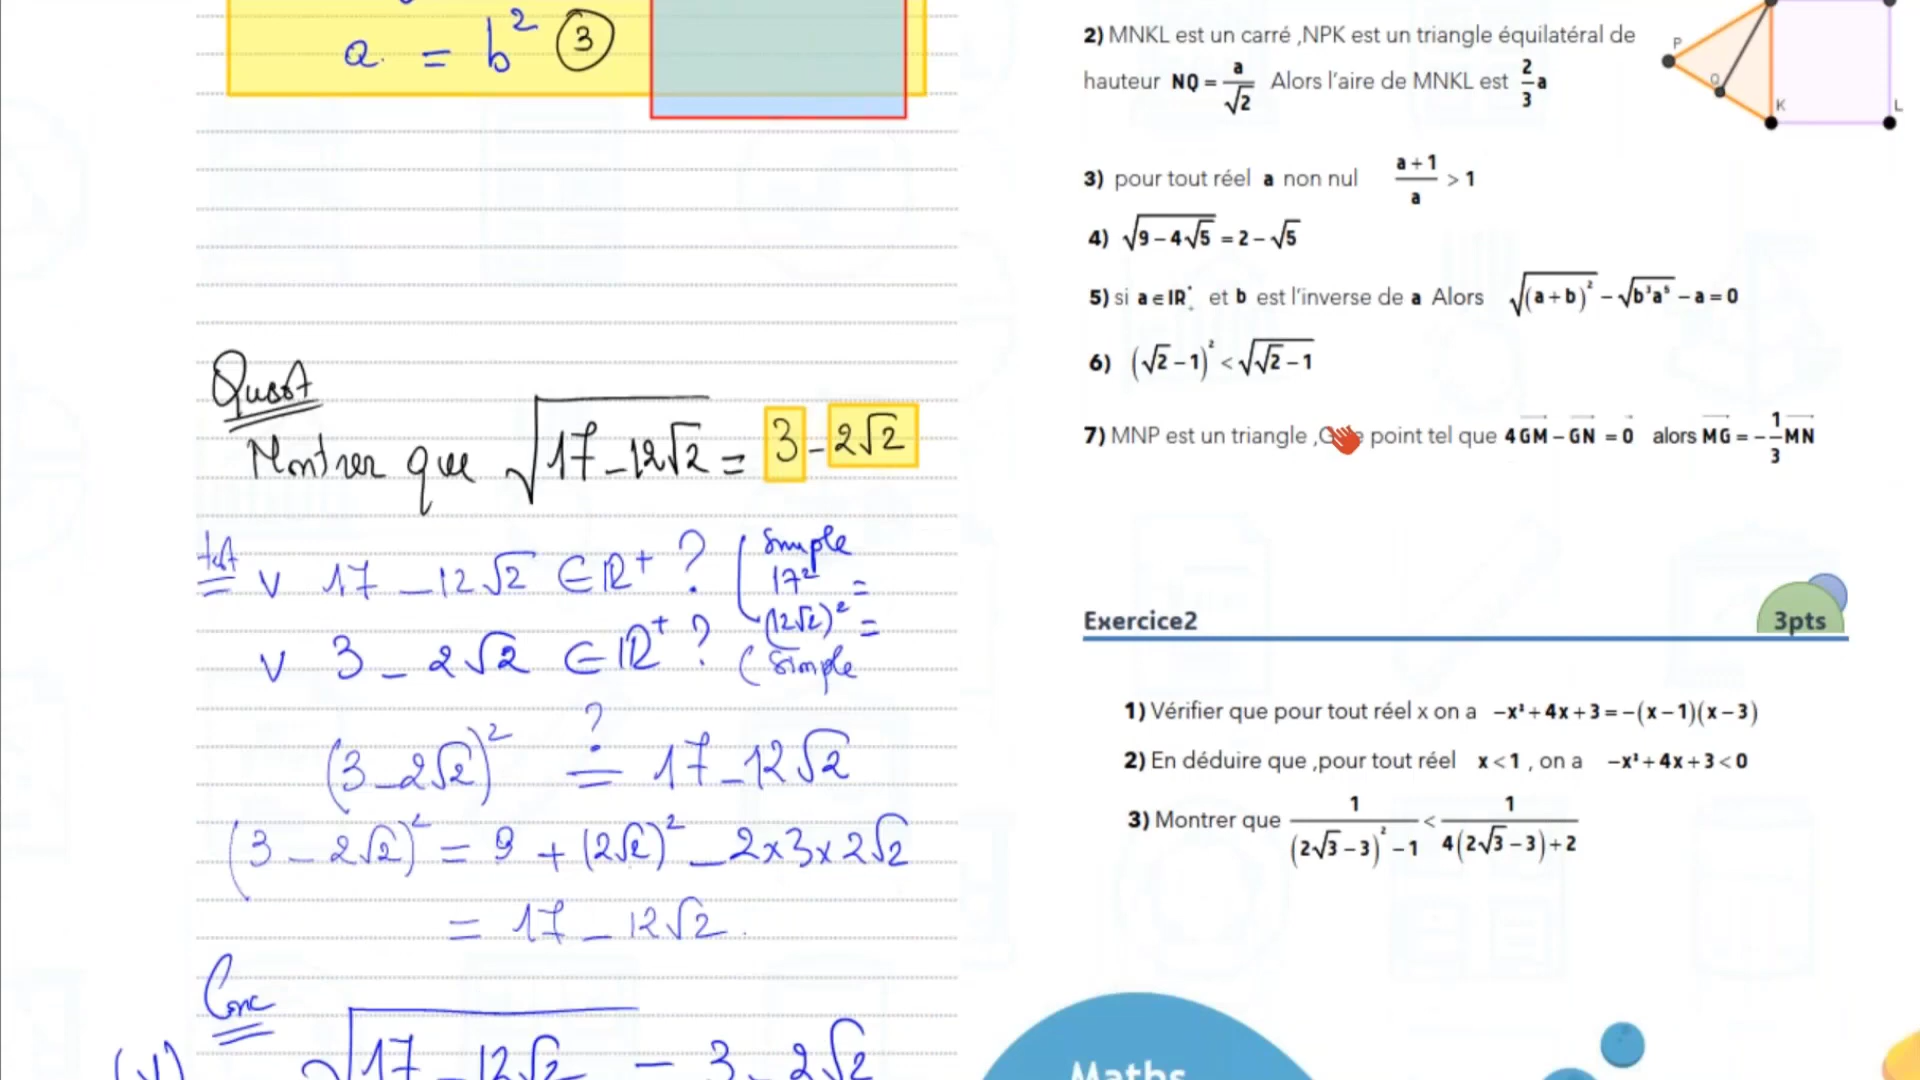 a = b² ③
Quest
Montrer que √(17 - 12√2) = 3 - 2√2
test
v 17 - 12√2 ∈ ℝ⁺ ? ( simple
17² =
(12√2)² =
v 3 - 2√2 ∈ ℝ⁺ ? ( Simple
(3 - 2√2)² ?= 17 - 12√2
(3 - 2√2)² = 9 + (2√2)² - 2x3x2√2
= 17 - 12√2.
Conc
(v) √(17 - 12√2) = 3 - 2√2
2) MNKL est un carré ,NPK est un triangle équilatéral de
hauteur NQ = a/√2 Alors l'aire de MNKL est 2/3 a
P
Q
K
L
3) pour tout réel a non nul (a+1)/a > 1
4) √(9 - 4√5) = 2 - √5
5) si a ∈ IR*₊ et b est l'inverse de a Alors √((a+b)²) - √(b³a⁵) - a = 0
6) (√2 - 1)² < √(√2 - 1)
7) MNP est un triangle , point tel que 4GM - GN = 0 alors MG = -1/3 MN
Exercice2
3pts
1) Vérifier que pour tout réel x on a -x² + 4x + 3 = -(x - 1)(x - 3)
2) En déduire que ,pour tout réel x < 1 , on a -x² + 4x + 3 < 0
3) Montrer que 1/((2√3 - 3)² - 1) < 1/(4(2√3 - 3) + 2)
Maths